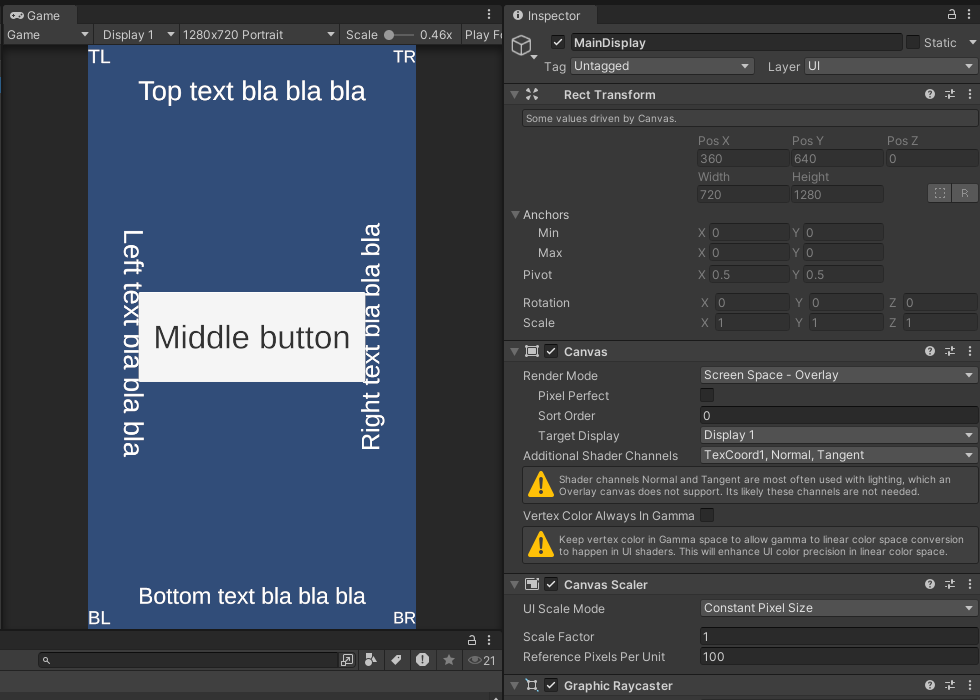 Game
Game Display 1 1280x720 Portrait Scale 0.46x Play Fo
TL TR
Top text bla bla bla
Left text bla bla bla
Middle button
Right text bla bla bla
Bottom text bla bla bla
BL BR
21
Inspector
MainDisplay Static
Tag Untagged Layer UI
Rect Transform
Some values driven by Canvas.
Pos X Pos Y Pos Z
360 640 0
Width Height
720 1280 R
Anchors
Min X 0 Y 0
Max X 0 Y 0
Pivot X 0.5 Y 0.5
Rotation X 0 Y 0 Z 0
Scale X 1 Y 1 Z 1
Canvas
Render Mode Screen Space - Overlay
Pixel Perfect
Sort Order 0
Target Display Display 1
Additional Shader Channels TexCoord1, Normal, Tangent
Shader channels Normal and Tangent are most often used with lighting, which an
Overlay canvas does not support. Its likely these channels are not needed.
Vertex Color Always In Gamma
Keep vertex color in Gamma space to allow gamma to linear color space conversion
to happen in UI shaders. This will enhance UI color precision in linear color space.
Canvas Scaler
UI Scale Mode Constant Pixel Size
Scale Factor 1
Reference Pixels Per Unit 100
Graphic Raycaster